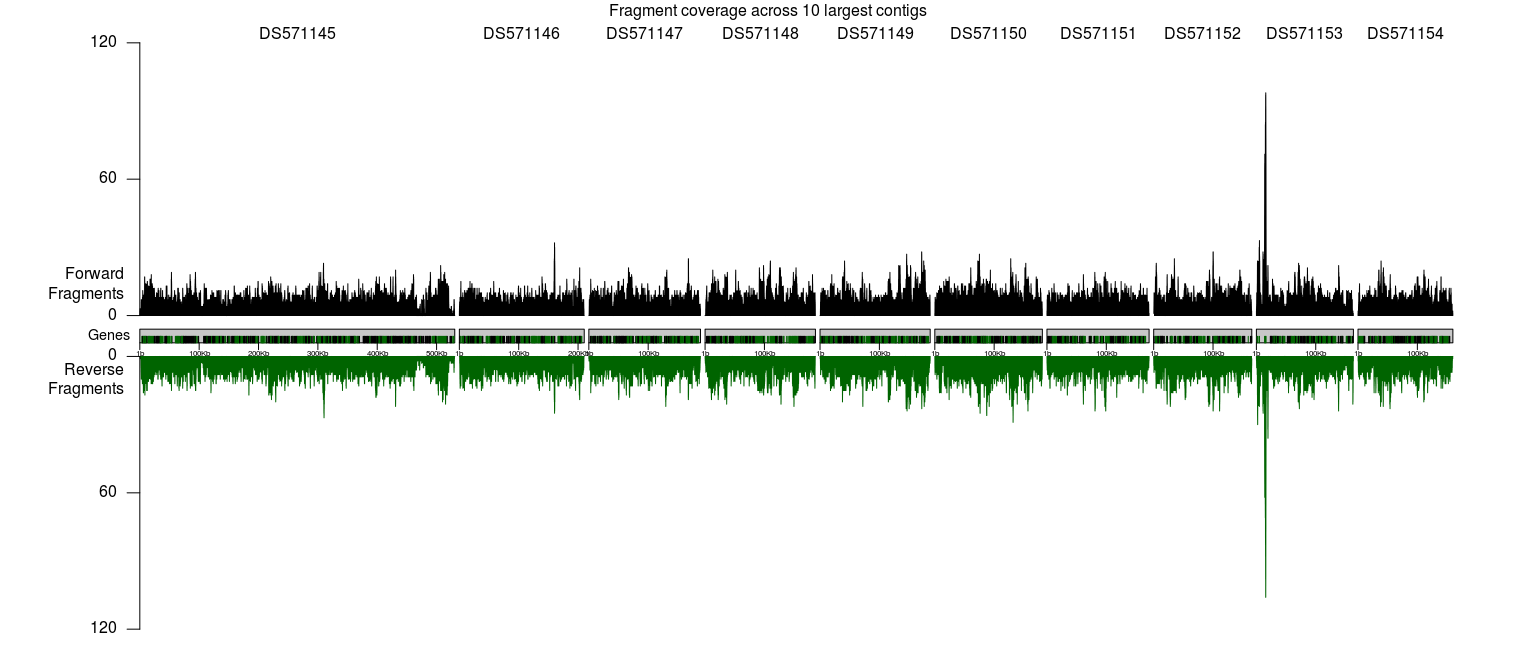 Fragment coverage across 10 largest contigs
DS571145 DS571146 DS571147 DS571148 DS571149 DS571150 DS571151 DS571152 DS571153 DS571154
120
60
Forward
Fragments
0
Genes
0 100Kb 200Kb 300Kb 400Kb 500Kb 100Kb 200Kb 100Kb 100Kb 100Kb 100Kb 100Kb 100Kb 100Kb 100Kb
Reverse
Fragments
60
120